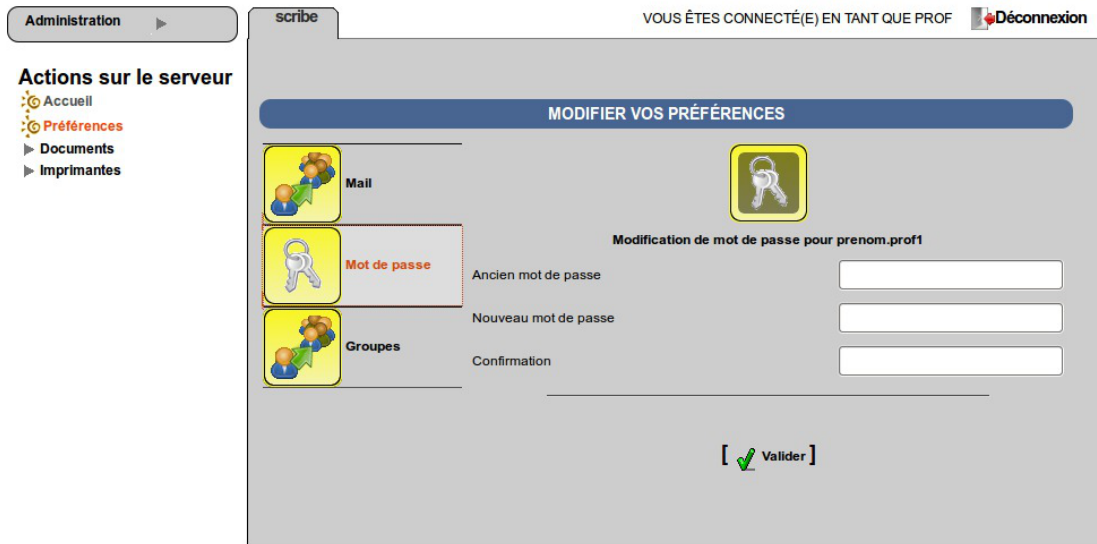 Administration
scribe
VOUS ÊTES CONNECTÉ(E) EN TANT QUE PROF
Déconnexion
Actions sur le serveur
Accueil
Préférences
Documents
Imprimantes
MODIFIER VOS PRÉFÉRENCES
Mail
Mot de passe
Groupes
Modification de mot de passe pour prenom.prof1
Ancien mot de passe
Nouveau mot de passe
Confirmation
[ Valider ]